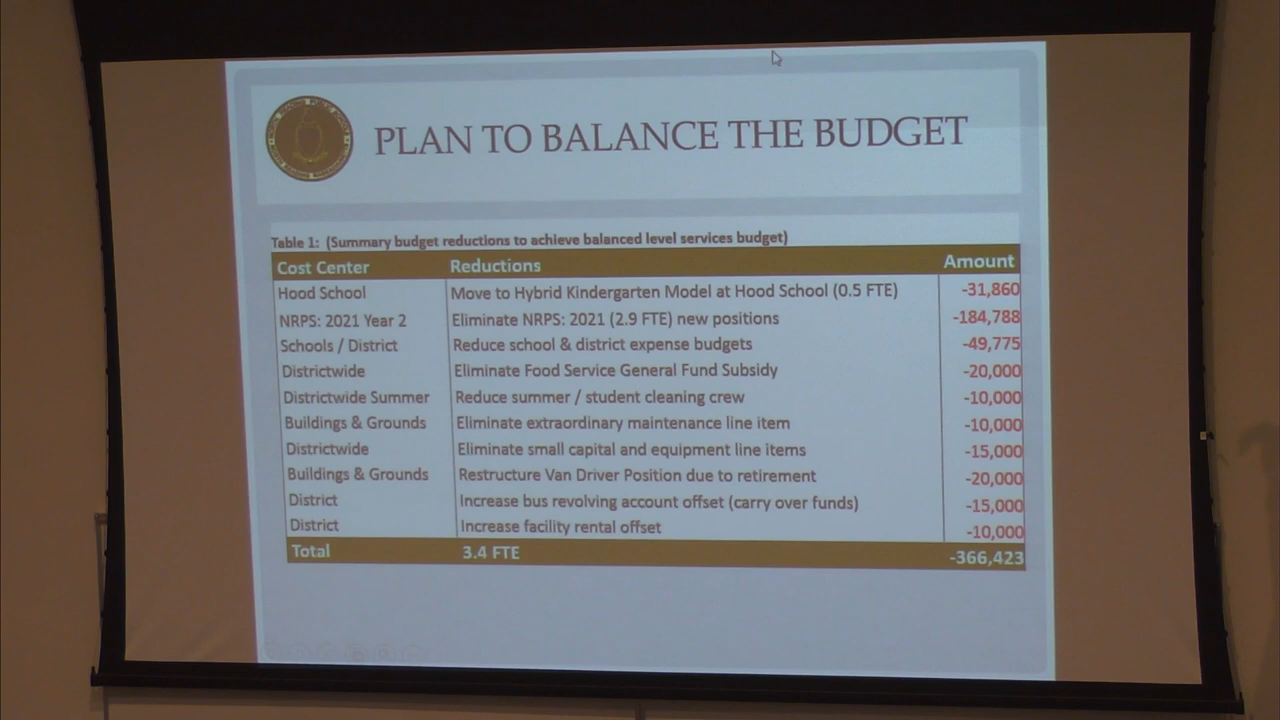 PLAN TO BALANCE THE BUDGET
Table 1: (Summary budget reductions to achieve balanced level services budget)
Cost Center Reductions Amount
Hood School Move to Hybrid Kindergarten Model at Hood School (0.5 FTE) -31,860
NRPS: 2021 Year 2 Eliminate NRPS: 2021 (2.9 FTE) new positions -184,788
Schools / District Reduce school & district expense budgets -49,775
Districtwide Eliminate Food Service General Fund Subsidy -20,000
Districtwide Summer Reduce summer / student cleaning crew -10,000
Buildings & Grounds Eliminate extraordinary maintenance line item -10,000
Districtwide Eliminate small capital and equipment line items -15,000
Buildings & Grounds Restructure Van Driver Position due to retirement -20,000
District Increase bus revolving account offset (carry over funds) -15,000
District Increase facility rental offset -10,000
Total 3.4 FTE -366,423